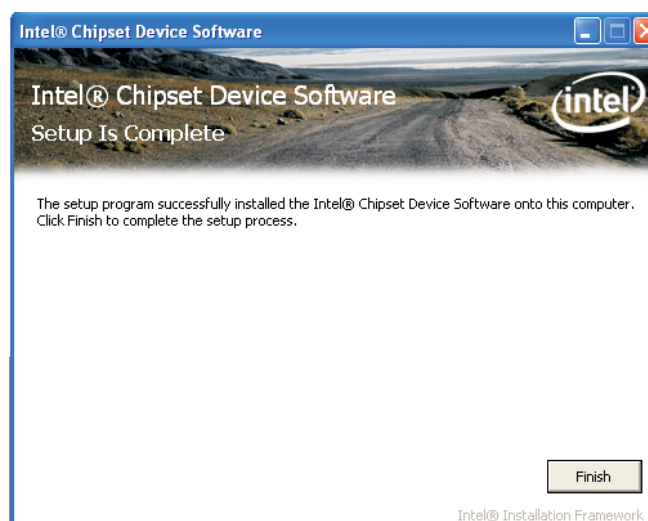 Intel® Chipset Device Software
Intel® Chipset Device Software
intel
Setup Is Complete
The setup program successfully installed the Intel® Chipset Device Software onto this computer.
Click Finish to complete the setup process.
Finish
Intel® Installation Framework